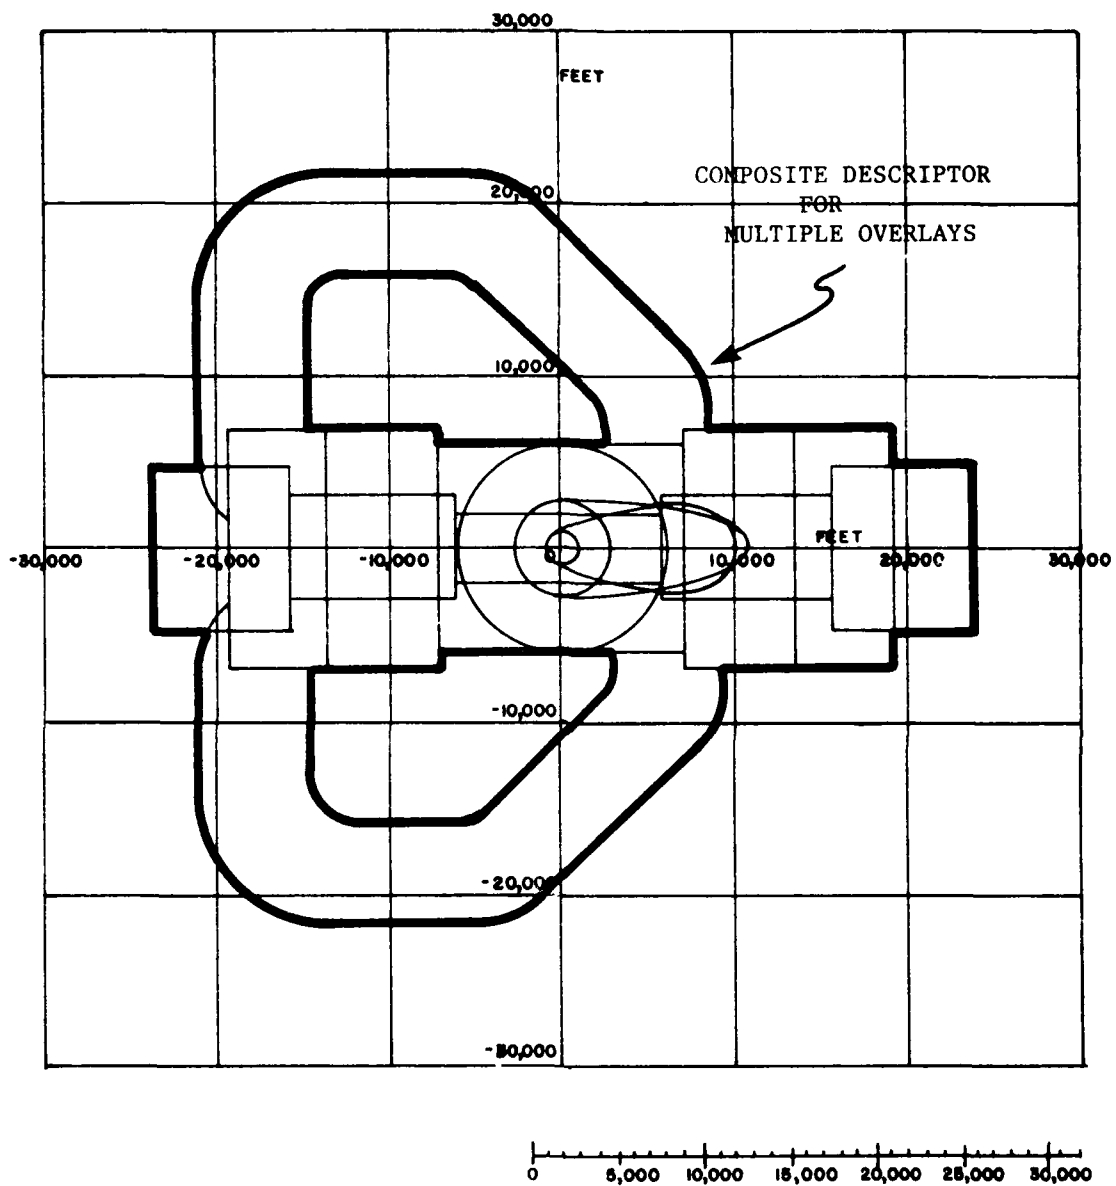 30,000
FEET
COMPOSITE DESCRIPTOR
FOR
MULTIPLE OVERLAYS
20,000
10,000
FEET
-30,000 -20,000 -10,000 10,000 20,000 30,000
-10,000
-20,000
-30,000
0 5,000 10,000 15,000 20,000 25,000 30,000